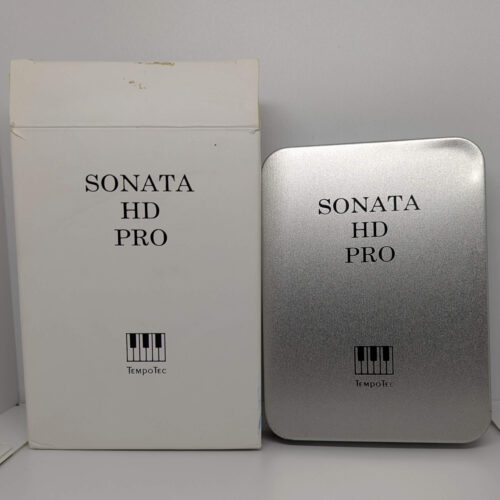 SONATA
HD
PRO
TEMPOTEC
SONATA
HD
PRO
TEMPOTEC